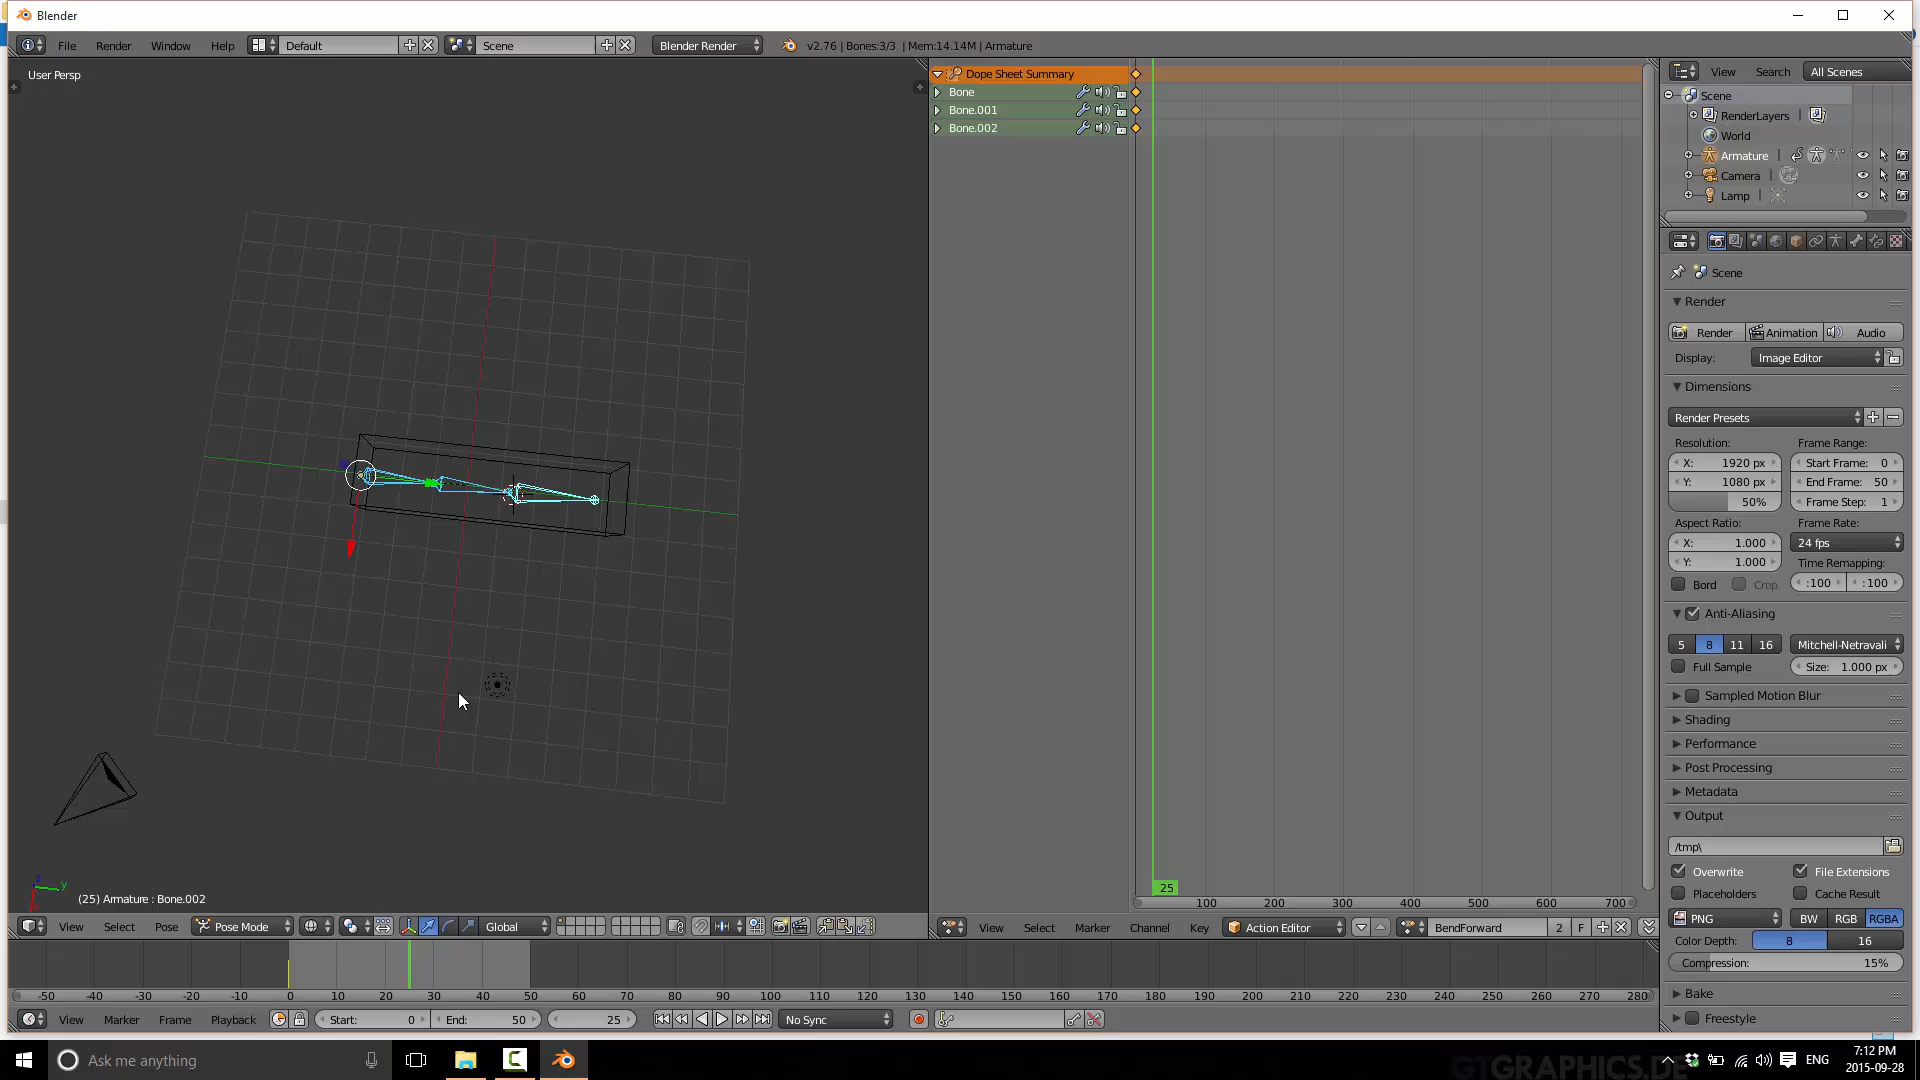 Blender
File Render Window Help Default Scene Blender Render v2.76 | Bones:3/3 | Mem:14.14M | Armature
User Persp
(25) Armature : Bone.002
View Select Pose Pose Mode Global
Dope Sheet Summary
Bone
Bone.001
Bone.002
25
100 200 300 400 500 600 700
View Select Marker Channel Key Action Editor BendForward 2 F
View Search All Scenes
Scene
RenderLayers
World
Armature
Camera
Lamp
Scene
Render
Render Animation Audio
Display: Image Editor
Dimensions
Render Presets
Resolution: Frame Range:
X: 1920 px Start Frame: 0
Y: 1080 px End Frame: 50
50% Frame Step: 1
Aspect Ratio: Frame Rate:
X: 1.000 24 fps
Y: 1.000 Time Remapping:
Bord Crop :100 :100
Anti-Aliasing
5 8 11 16 Mitchell-Netravali
Full Sample Size: 1.000 px
Sampled Motion Blur
Shading
Performance
Post Processing
Metadata
Output
/tmp\
Overwrite File Extensions
Placeholders Cache Result
PNG BW RGB RGBA
Color Depth: 8 16
Compression: 15%
Bake
Freestyle
-50 -40 -30 -20 -10 0 10 20 30 40 50 60 70 80 90 100 110 120 130 140 150 160 170 180 190 200 210 220 230 240 250 260 270 280
View Marker Frame Playback Start: 0 End: 50 25 No Sync
Ask me anything
GTGRAPHICS.DE
ENG
7:12 PM
2015-09-28